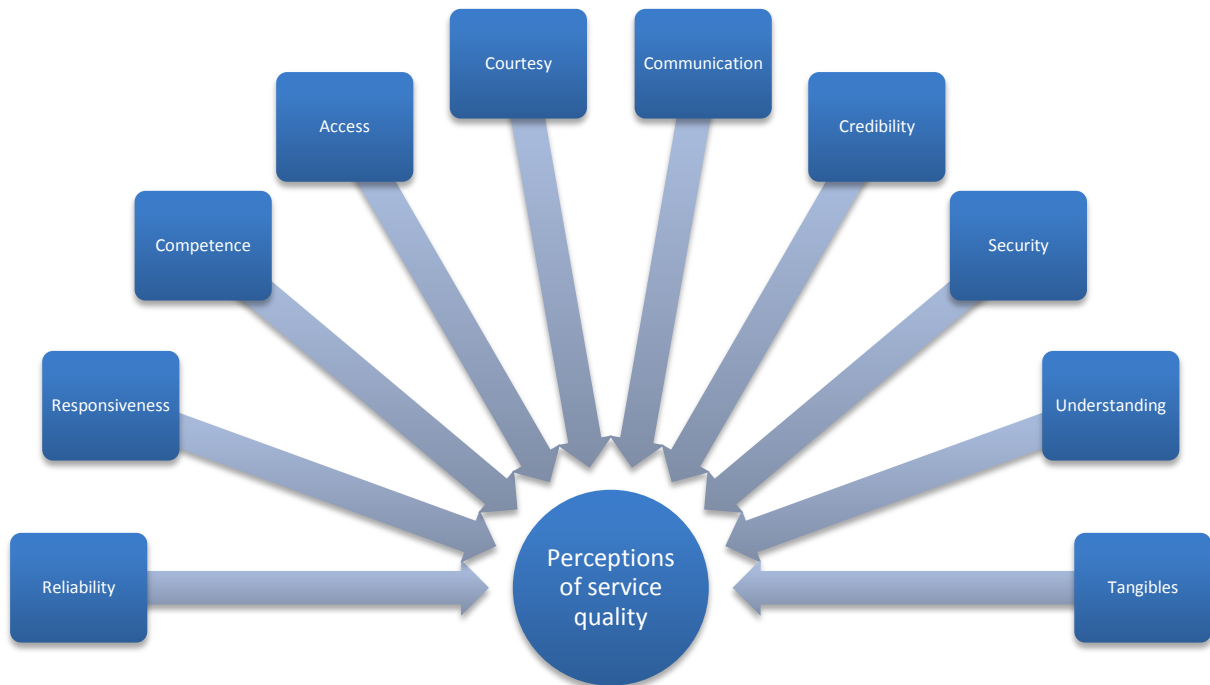 Courtesy
Communication
Access
Credibility
Competence
Security
Responsiveness
Understanding
Reliability
Perceptions
of service
quality
Tangibles